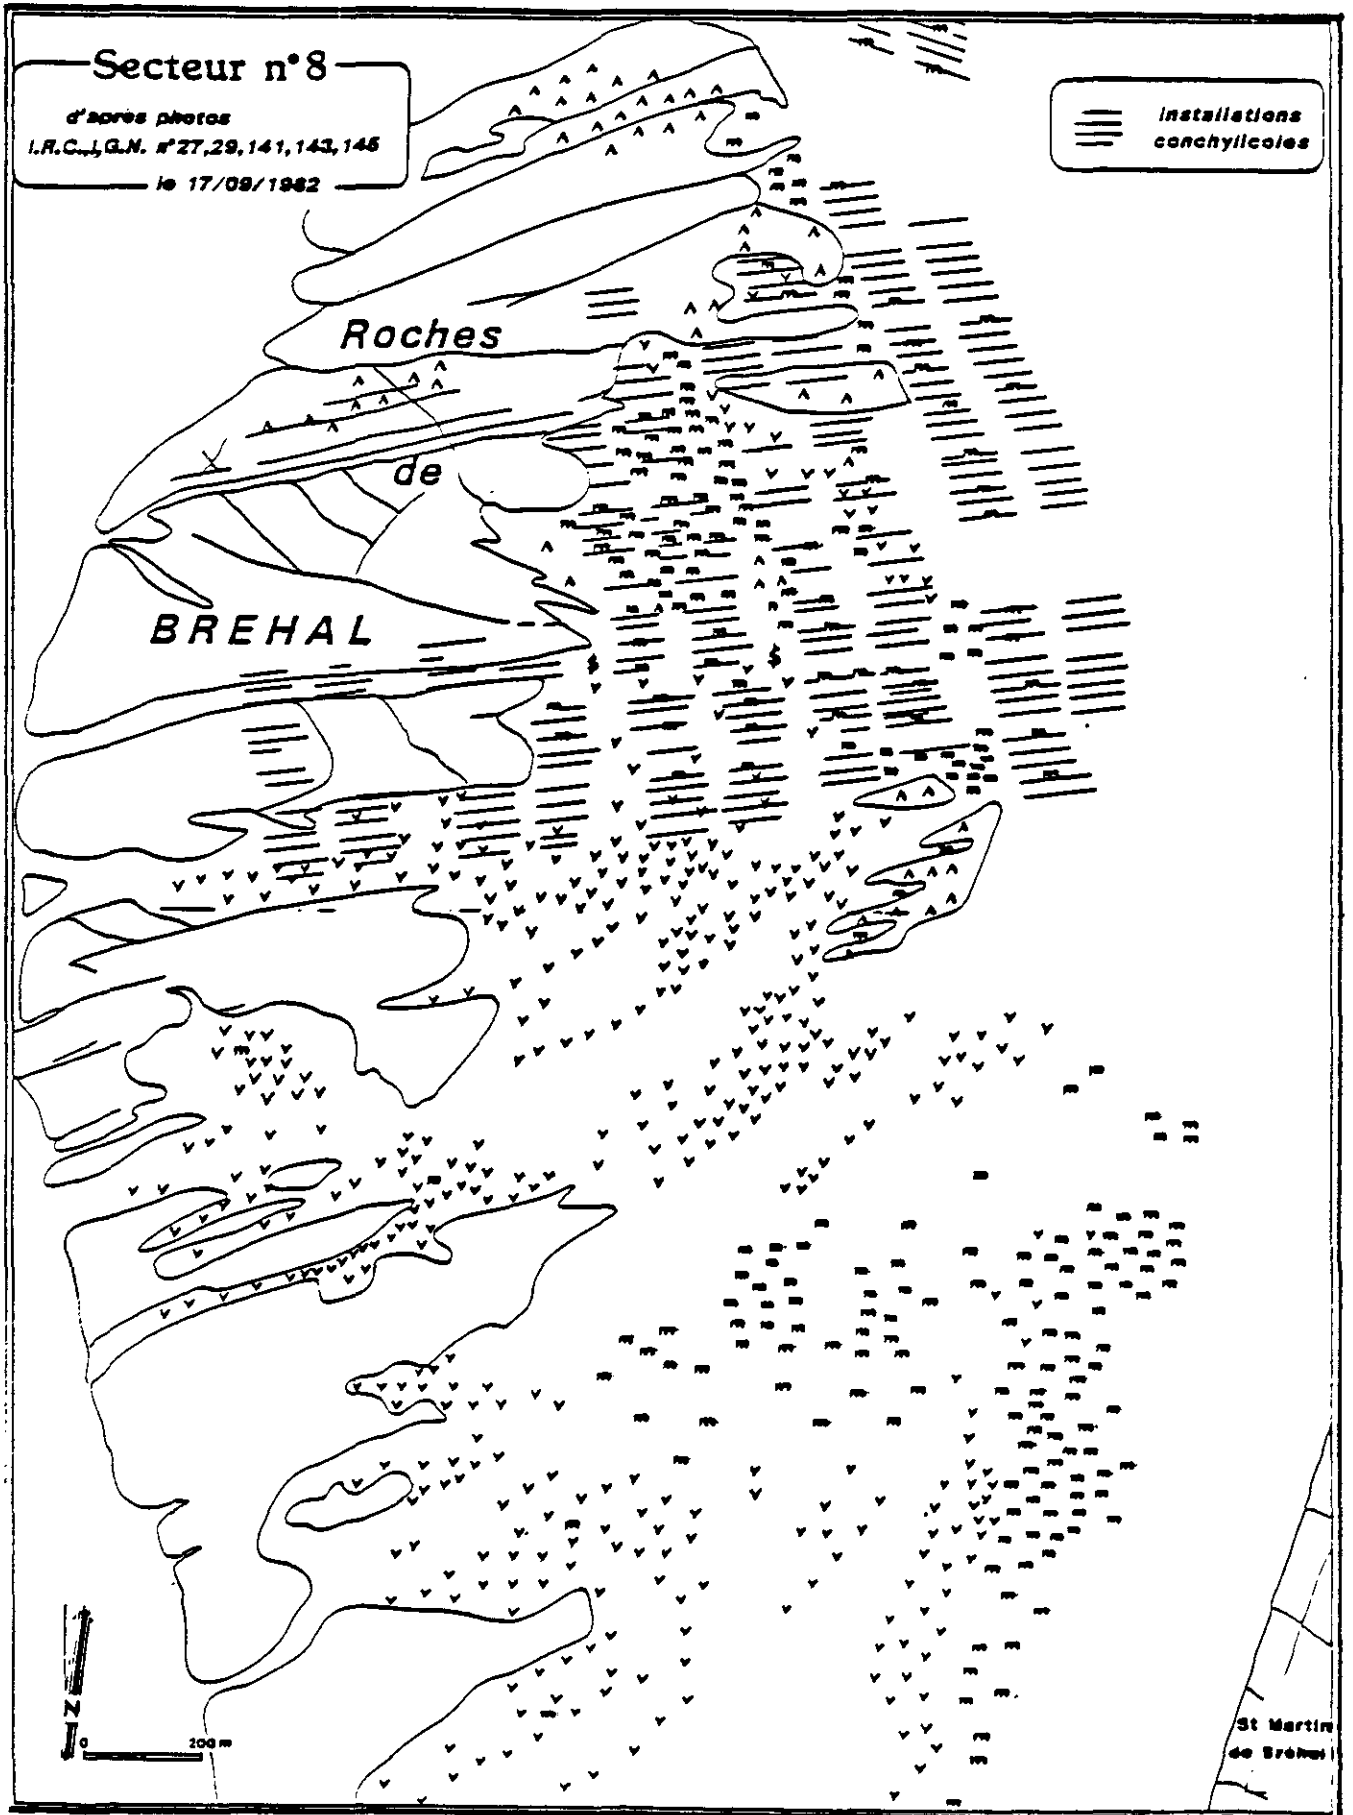 Secteur n°8
d'après photos
I.R.C.,I.G.N. n°27,29,141,143,145
le 17/09/1982
installations
conchylicoles
Roches
de
BREHAL
N
0 200 m
St Martin
de Bréhal